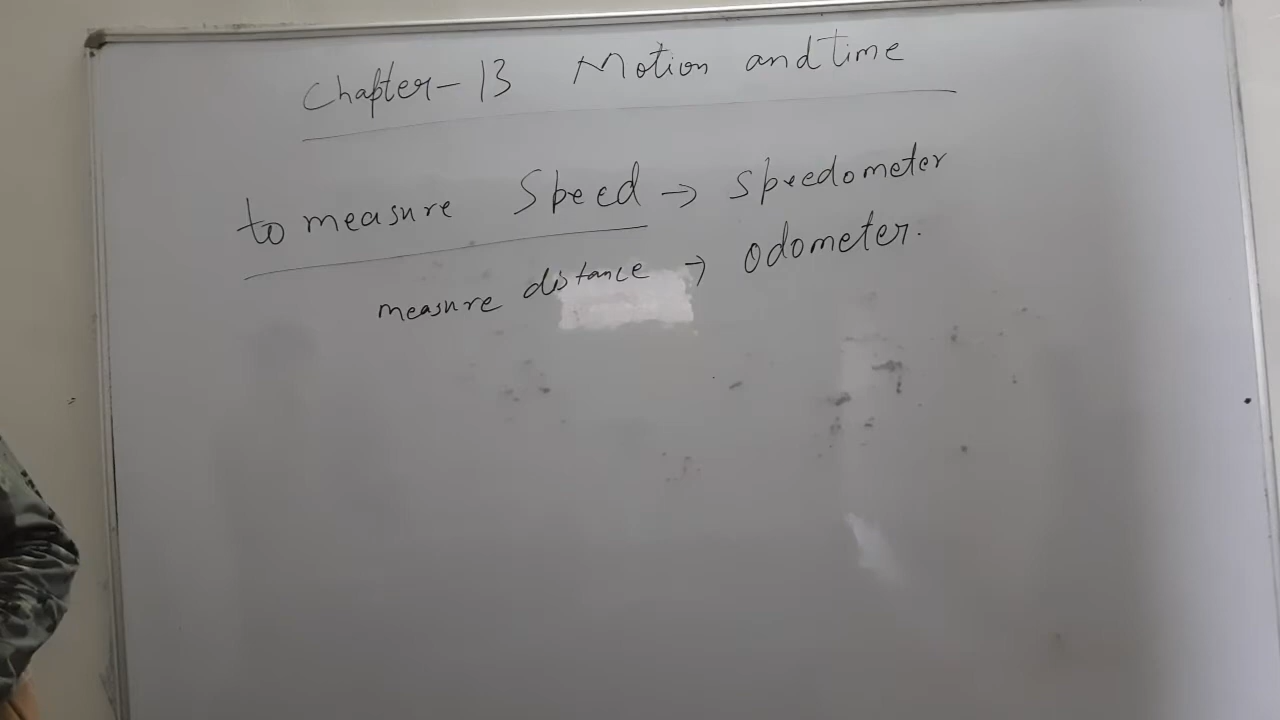 Chapter-13 Motion and time
to measure Speed → speedometer
measure distance → odometer.